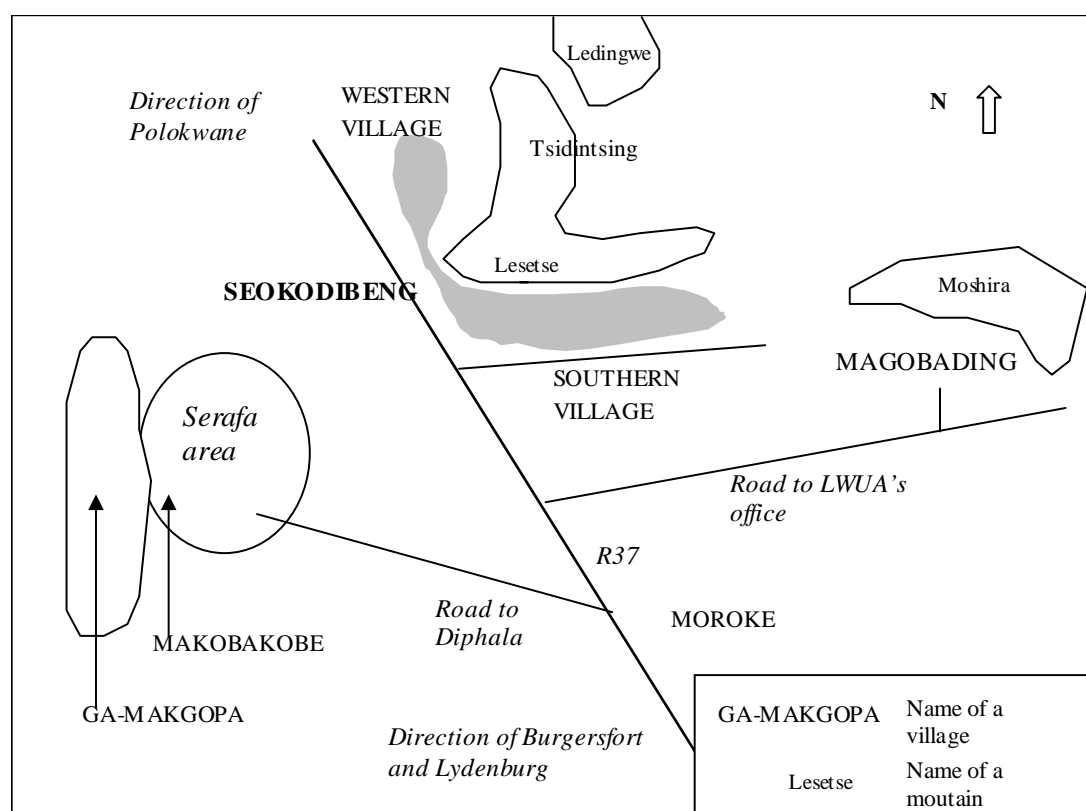 Ledingwe
Direction of
Polokwane
WESTERN
VILLAGE
N
Tsidintsing
Lesetse
SEOKODIBENG
Moshira
MAGOBADING
SOUTHERN
VILLAGE
Serafa
area
Road to LWUA's
office
R37
Road to
Diphala
MOROKE
MAKOBAKOBE
GA-MAKGOPA
Direction of Burgersfort
and Lydenburg
GA-MAKGOPA
Name of a
village
Lesetse
Name of a
moutain